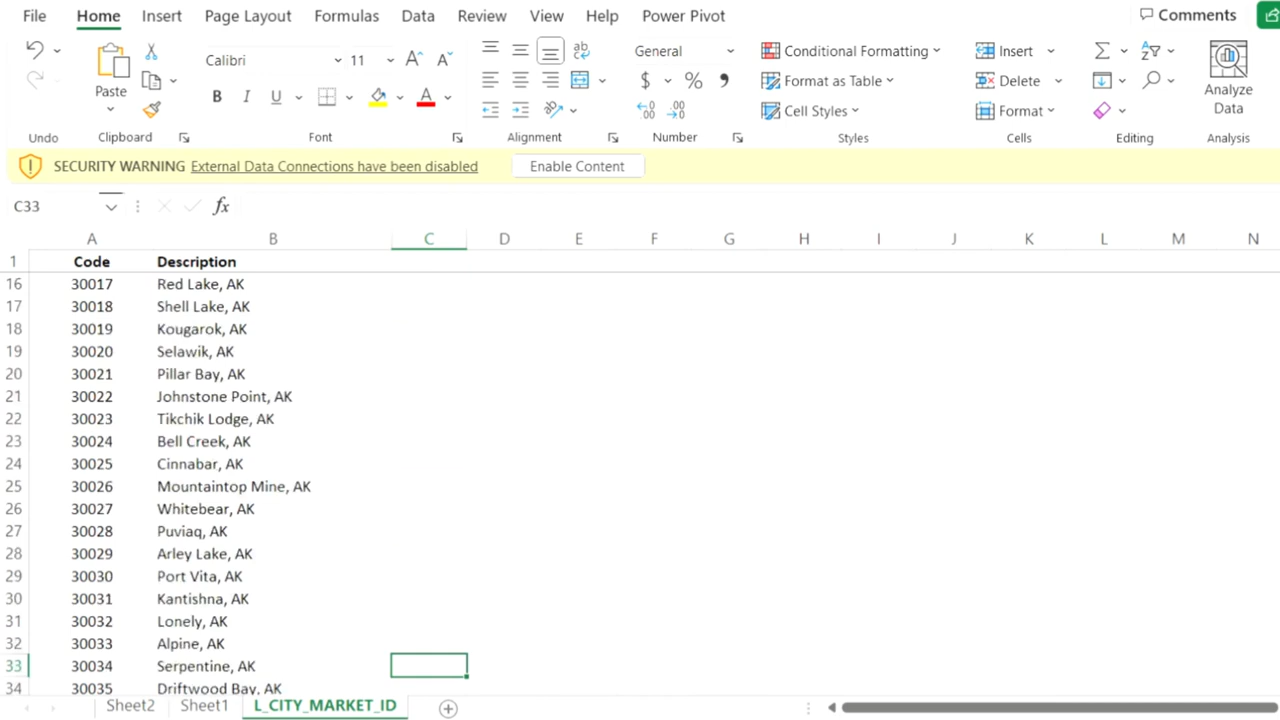 File Home Insert Page Layout Formulas Data Review View Help Power Pivot Comments
Calibri 11 ab General Conditional Formatting Insert Σ
Paste B I U A $ % , Format as Table Delete Analyze Data
Cell Styles Format
Undo Clipboard Font Alignment Number Styles Cells Editing Analysis
SECURITY WARNING External Data Connections have been disabled Enable Content
C33 fx
A B C D E F G H I J K L M N
1 Code Description
16 30017 Red Lake, AK
17 30018 Shell Lake, AK
18 30019 Kougarok, AK
19 30020 Selawik, AK
20 30021 Pillar Bay, AK
21 30022 Johnstone Point, AK
22 30023 Tikchik Lodge, AK
23 30024 Bell Creek, AK
24 30025 Cinnabar, AK
25 30026 Mountaintop Mine, AK
26 30027 Whitebear, AK
27 30028 Puviaq, AK
28 30029 Arley Lake, AK
29 30030 Port Vita, AK
30 30031 Kantishna, AK
31 30032 Lonely, AK
32 30033 Alpine, AK
33 30034 Serpentine, AK
34 30035 Driftwood Bay, AK
Sheet2 Sheet1 L_CITY_MARKET_ID